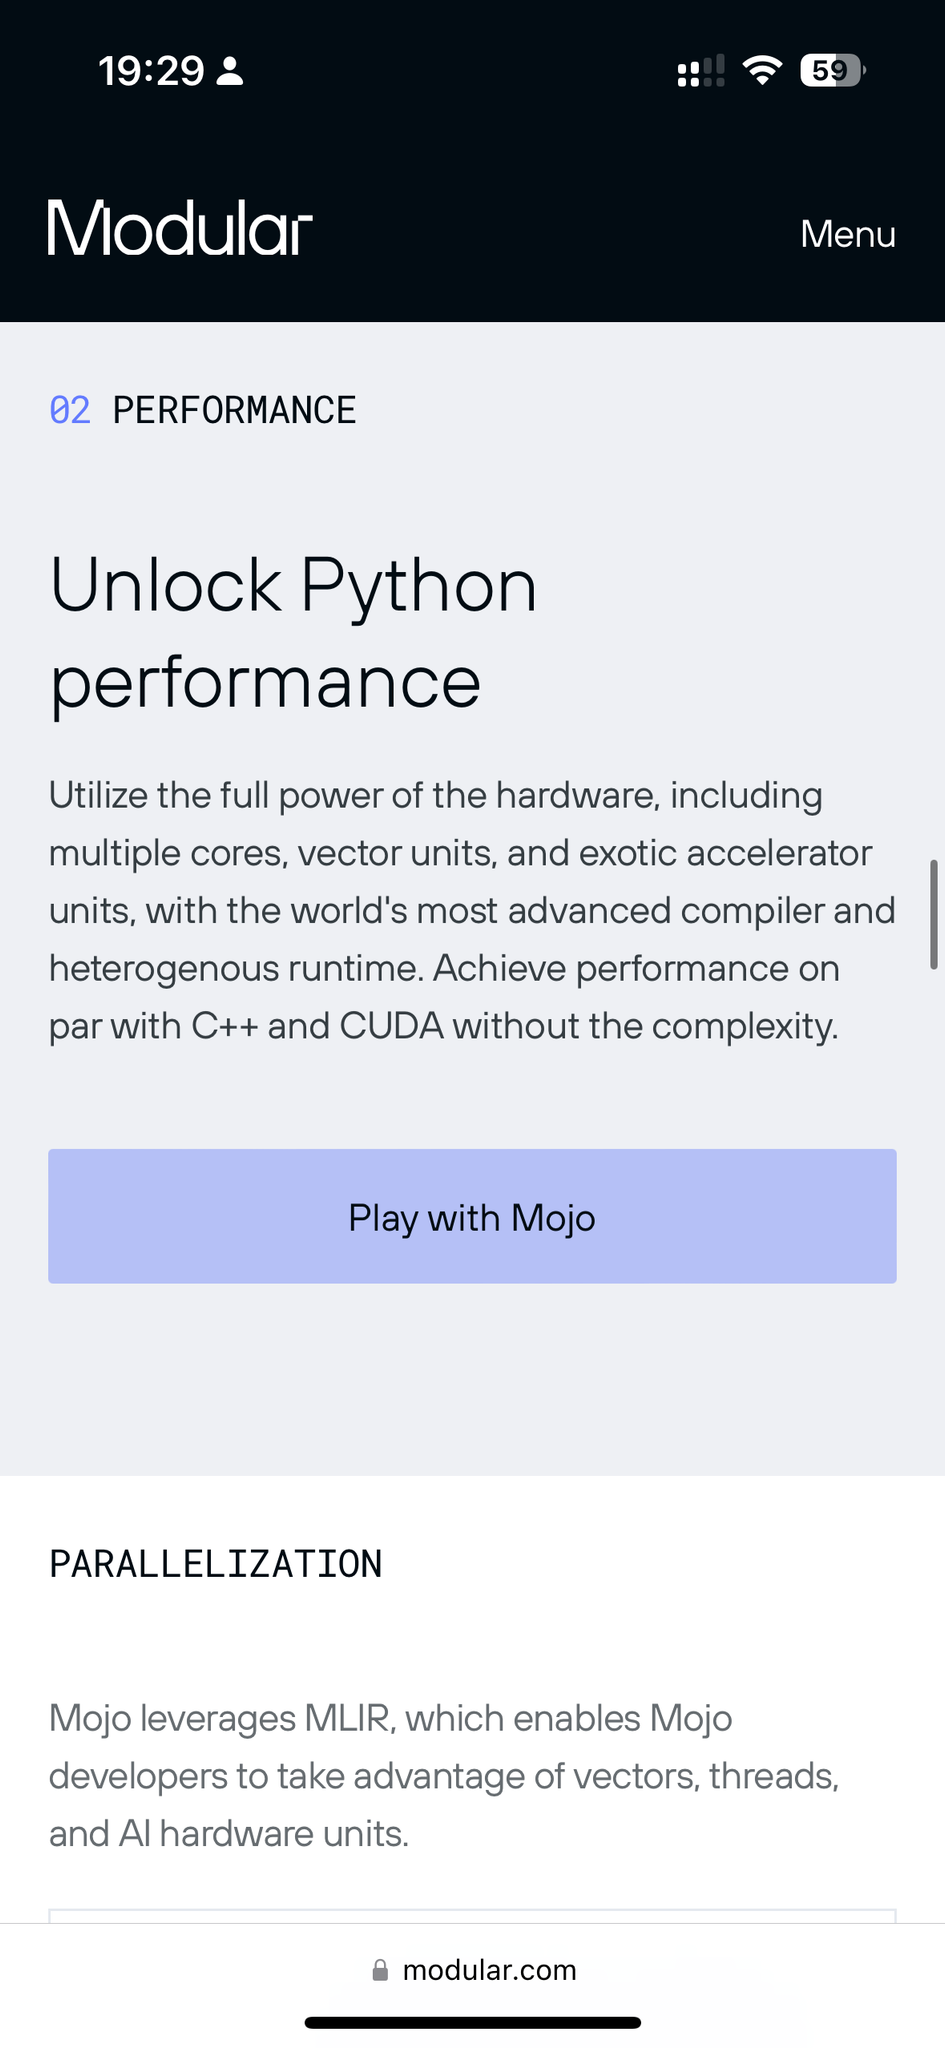 19:29
59
Modular
Menu
02 PERFORMANCE
Unlock Python
performance
Utilize the full power of the hardware, including
multiple cores, vector units, and exotic accelerator
units, with the world's most advanced compiler and
heterogenous runtime. Achieve performance on
par with C++ and CUDA without the complexity.
Play with Mojo
PARALLELIZATION
Mojo leverages MLIR, which enables Mojo
developers to take advantage of vectors, threads,
and AI hardware units.
modular.com